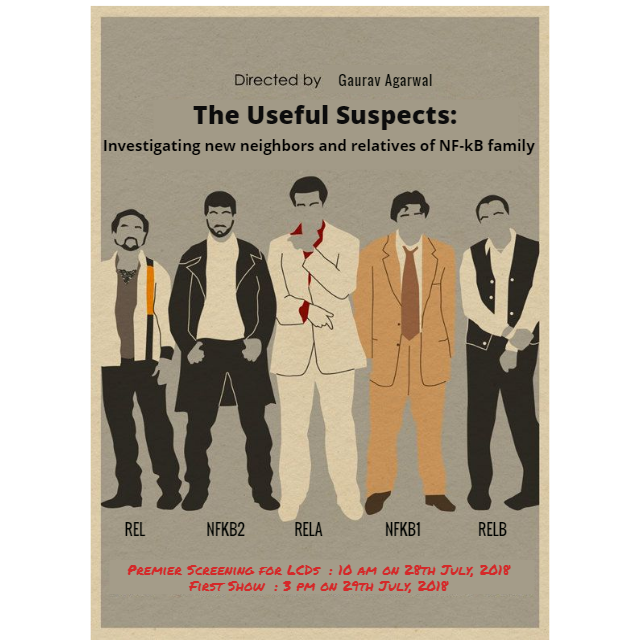 Directed by Gaurav Agarwal
The Useful Suspects:
Investigating new neighbors and relatives of NF-kB family
REL NFKB2 RELA NFKB1 RELB
Premier Screening for LCDs : 10 am on 28th July, 2018
First Show : 3 pm on 29th July, 2018